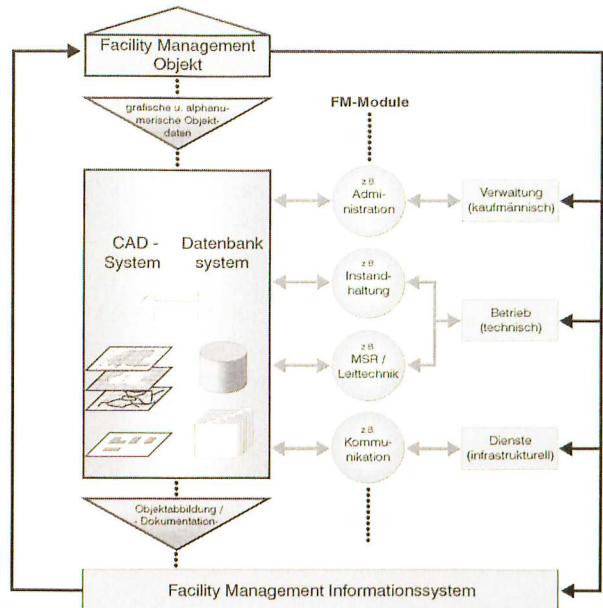 Facility Management
Objekt
grafische u. alphanu-
merische Objekt-
daten
FM-Module
z.B.
Admi-
nistration
Verwaltung
(kaufmännisch)
CAD -
System
Datenbank
system
z.B.
Instand-
haltung
Betrieb
(technisch)
z.B.
MSR /
Leittechnik
z.B.
Kommu-
nikation
Dienste
(infrastrukturell)
Objektabbildung /
- Dokumentation-
Facility Management Informationssystem